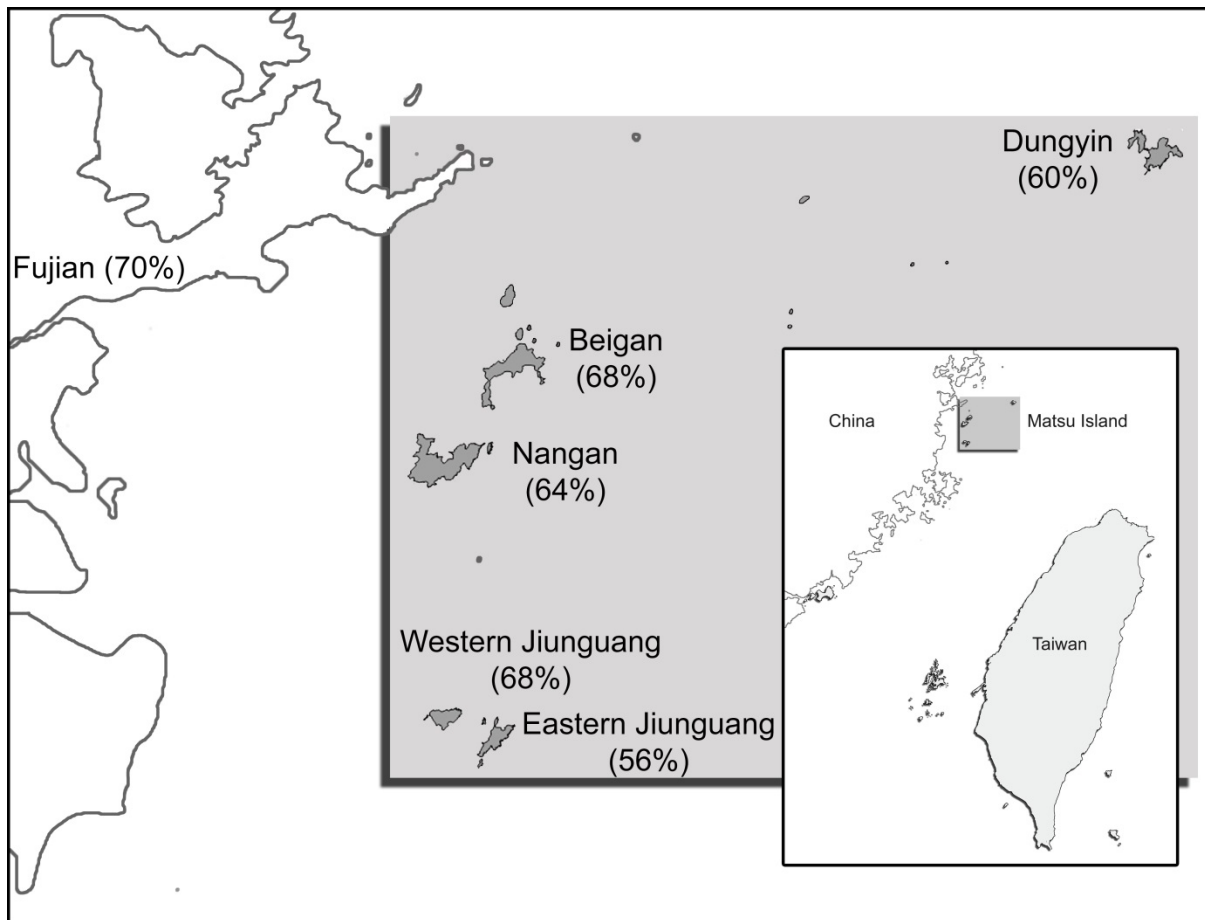 Dungyin
(60%)
Fujian (70%)
Beigan
(68%)
Nangan
(64%)
Western Jiunguang
(68%)
Eastern Jiunguang
(56%)
China
Matsu Island
Taiwan